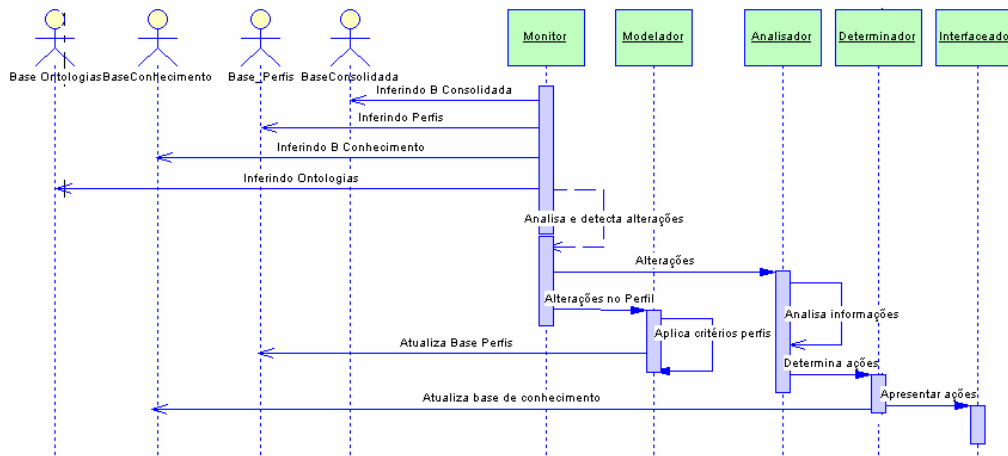 Monitor
Modelador
Analisador
Determinador
Interfaceado
Base Ontologias
BaseConhecimento
Base_Perfis
BaseConsolidada
Inferindo B Consolidada
Inferindo Perfis
Inferindo B Conhecimento
Inferindo Ontologias
Analisa e detecta alterações
Alterações
Alterações no Perfil
Analisa informações
Aplica critérios perfis
Atualiza Base Perfis
Determina ações
Apresentar ações
Atualiza base de conhecimento